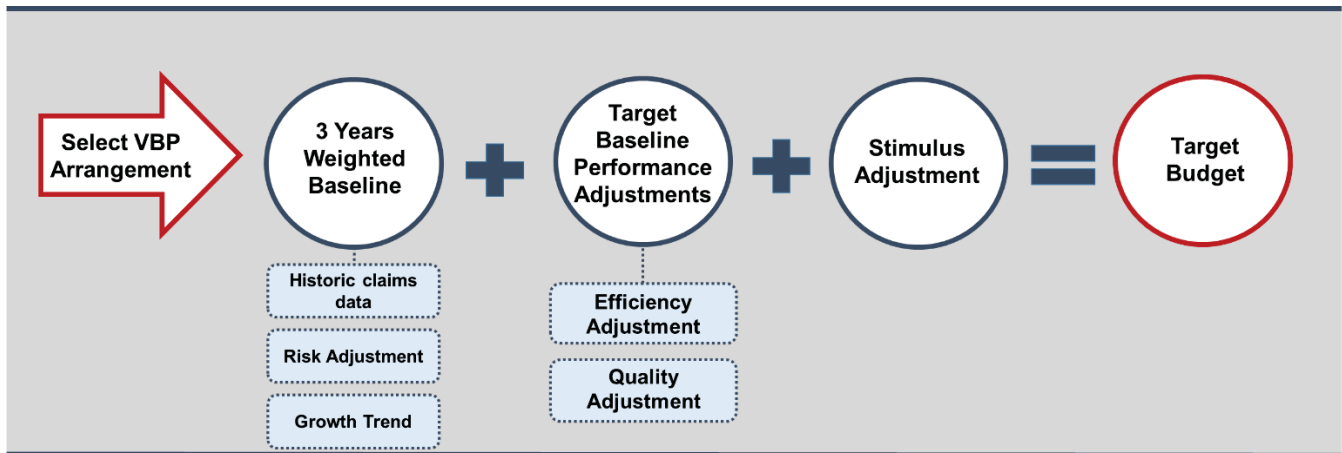 Select VBP
Arrangement
3 Years
Weighted
Baseline
Target
Baseline
Performance
Adjustments
Stimulus
Adjustment
Target
Budget
Historic claims
data
Risk Adjustment
Growth Trend
Efficiency
Adjustment
Quality
Adjustment